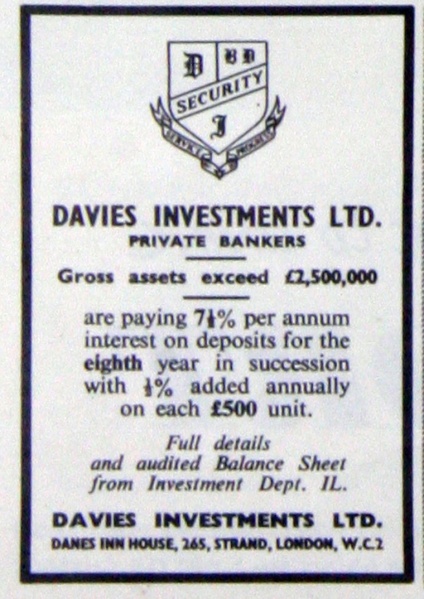 D
B D
SECURITY
J
SERVICE
PROGRESS
DAVIES INVESTMENTS LTD.
PRIVATE BANKERS
Gross assets exceed £2,500,000
are paying 7½% per annum
interest on deposits for the
eighth year in succession
with ½% added annually
on each £500 unit.
Full details
and audited Balance Sheet
from Investment Dept. IL.
DAVIES INVESTMENTS LTD.
DANES INN HOUSE, 265, STRAND, LONDON, W.C.2